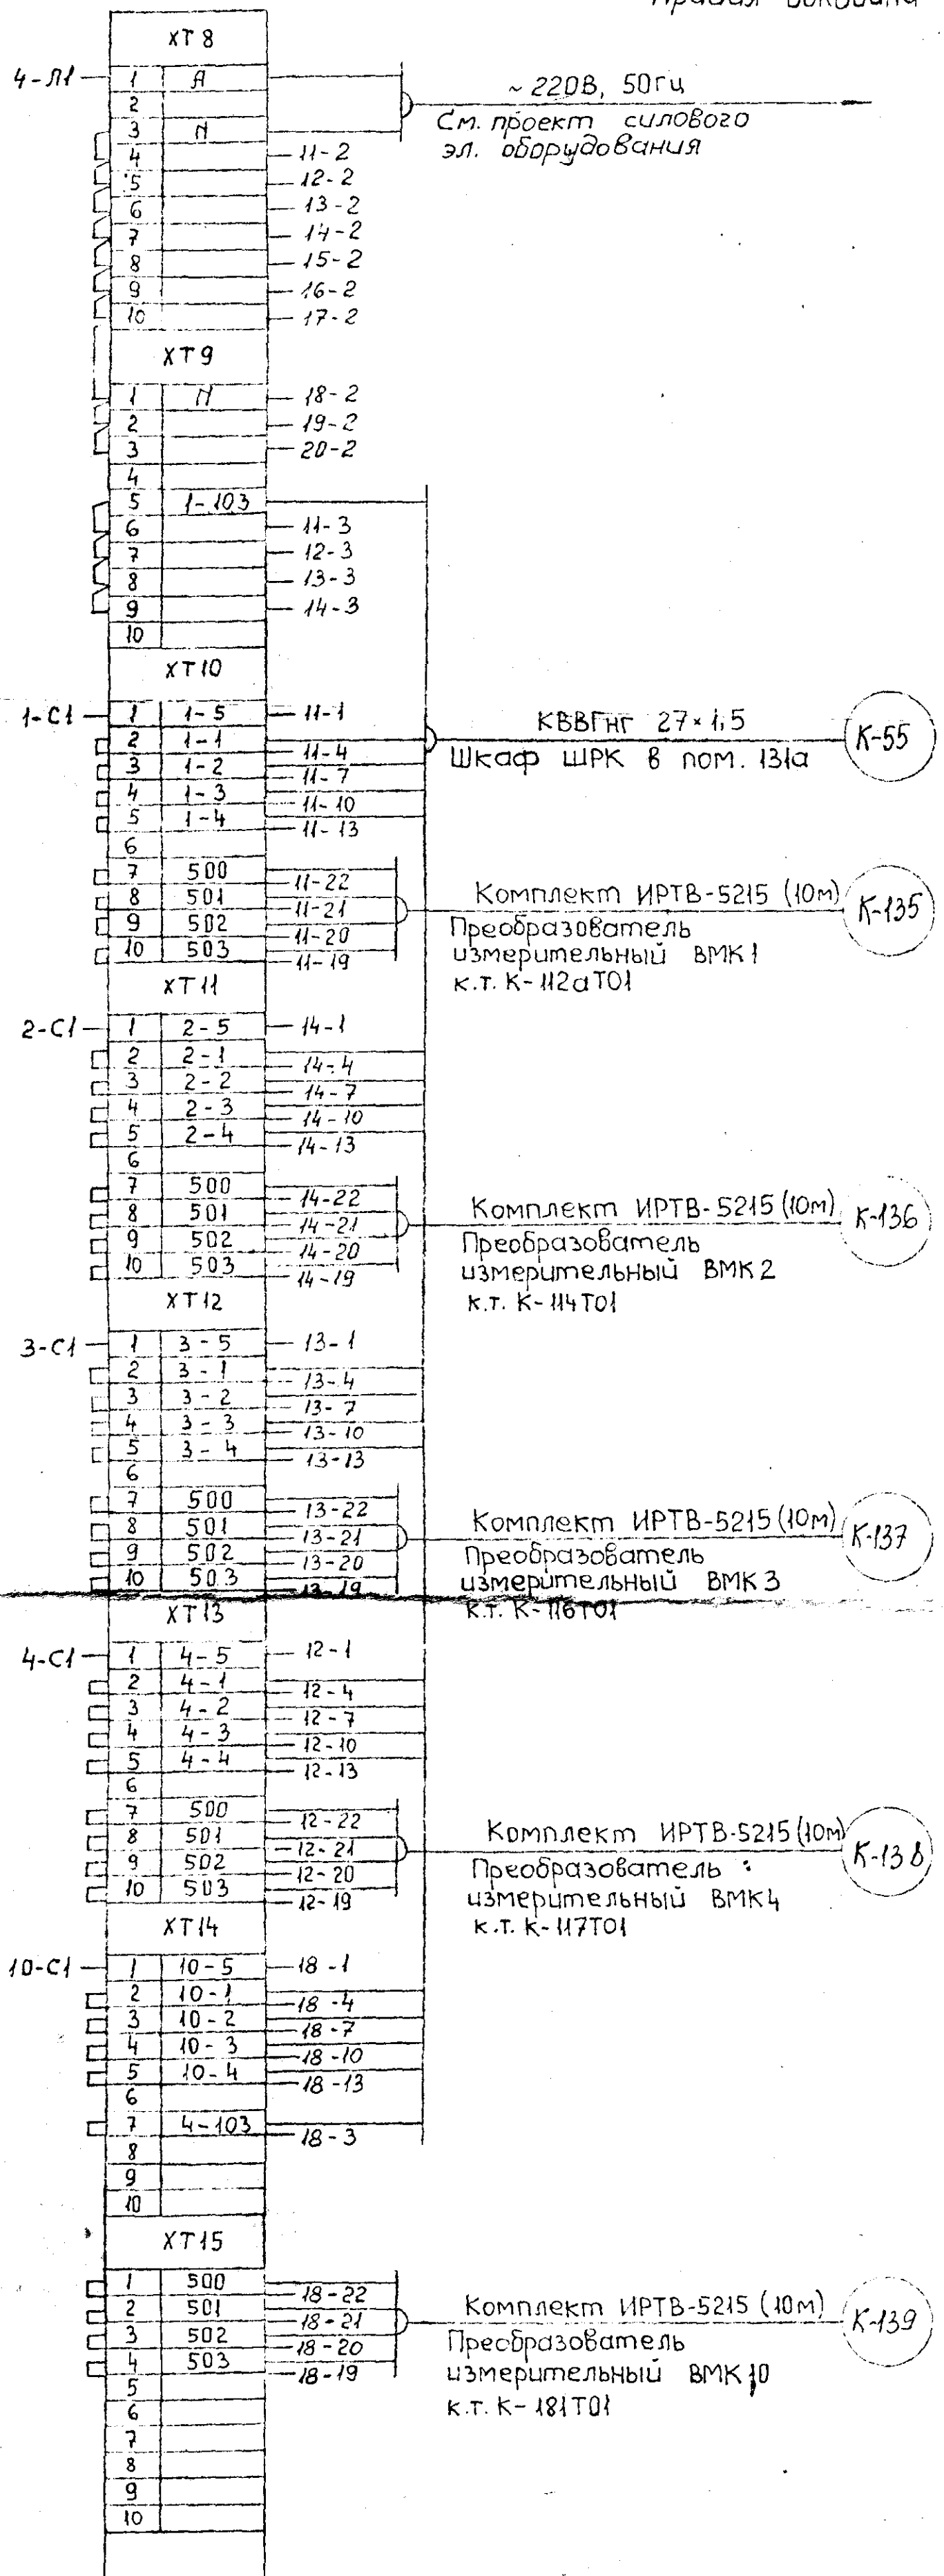 Правая боковина
XT8
4-Л1 1 А
~220В, 50гц
2
3 N
См. проект силового
эл. оборудования
4 11-2
5 12-2
6 13-2
7 14-2
8 15-2
9 16-2
10 17-2
XT9
1 N 18-2
2 19-2
3 20-2
4
5 1-103
6 11-3
7 12-3
8 13-3
9 14-3
10
XT10
1-С1 1 1-5 11-1
2 1-1 11-4
КВВГнг 27×1,5 К-55
Шкаф ШРК в пом. 131а
3 1-2 11-7
4 1-3 11-10
5 1-4 11-13
6
7 500 11-22
8 501 11-21
Комплект ИРТВ-5215 (10м) К-135
9 502 11-20
Преобразователь
10 503 11-19
измерительный ВМК1
к.т. К-112аТ01
XT11
2-С1 1 2-5 14-1
2 2-1 14-4
3 2-2 14-7
4 2-3 14-10
5 2-4 14-13
6
7 500 14-22
8 501 14-21
Комплект ИРТВ-5215 (10м) К-136
9 502 14-20
Преобразователь
10 503 14-19
измерительный ВМК2
к.т. К-114Т01
XT12
3-С1 1 3-5 13-1
2 3-1 13-4
3 3-2 13-7
4 3-3 13-10
5 3-4 13-13
6
7 500 13-22
8 501 13-21
Комплект ИРТВ-5215 (10м) К-137
9 502 13-20
Преобразователь
10 503 13-19
измерительный ВМК3
к.т. К-116Т01
XT13
4-С1 1 4-5 12-1
2 4-1 12-4
3 4-2 12-7
4 4-3 12-10
5 4-4 12-13
6
7 500 12-22
8 501 12-21
Комплект ИРТВ-5215 (10м) К-138
9 502 12-20
Преобразователь
10 503 12-19
измерительный ВМК4
к.т. К-117Т01
XT14
10-С1 1 10-5 18-1
2 10-1 18-4
3 10-2 18-7
4 10-3 18-10
5 10-4 18-13
6
7 4-103 18-3
8
9
10
XT15
1 500 18-22
2 501 18-21
Комплект ИРТВ-5215 (10м) К-139
3 502 18-20
Преобразователь
4 503 18-19
измерительный ВМК10
5
к.т. К-181Т01
6
7
8
9
10